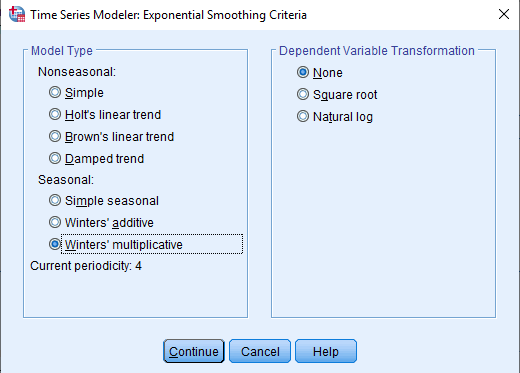 Time Series Modeler: Exponential Smoothing Criteria
Model Type
Nonseasonal:
Simple
Holt's linear trend
Brown's linear trend
Damped trend
Seasonal:
Simple seasonal
Winters' additive
Winters' multiplicative
Current periodicity: 4
Dependent Variable Transformation
None
Square root
Natural log
Continue
Cancel
Help